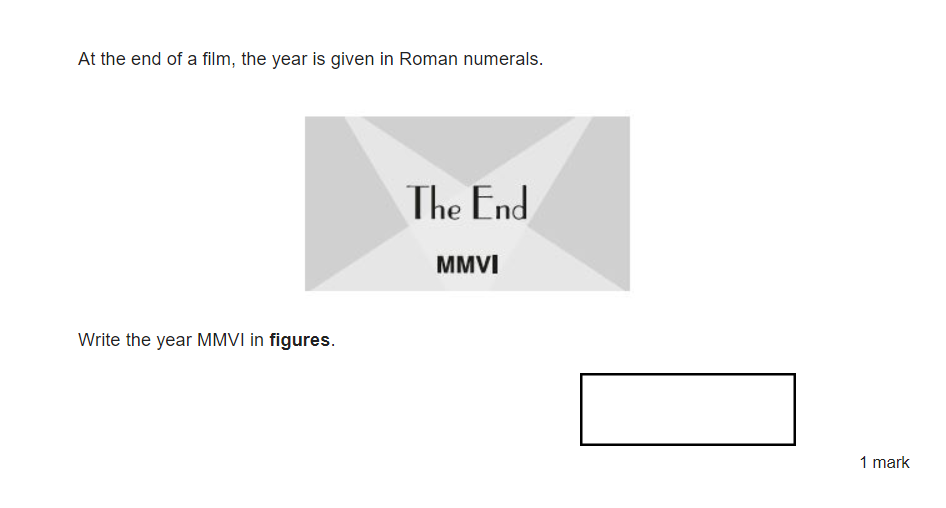 At the end of a film, the year is given in Roman numerals.
The End
MMVI
Write the year MMVI in figures.
1 mark